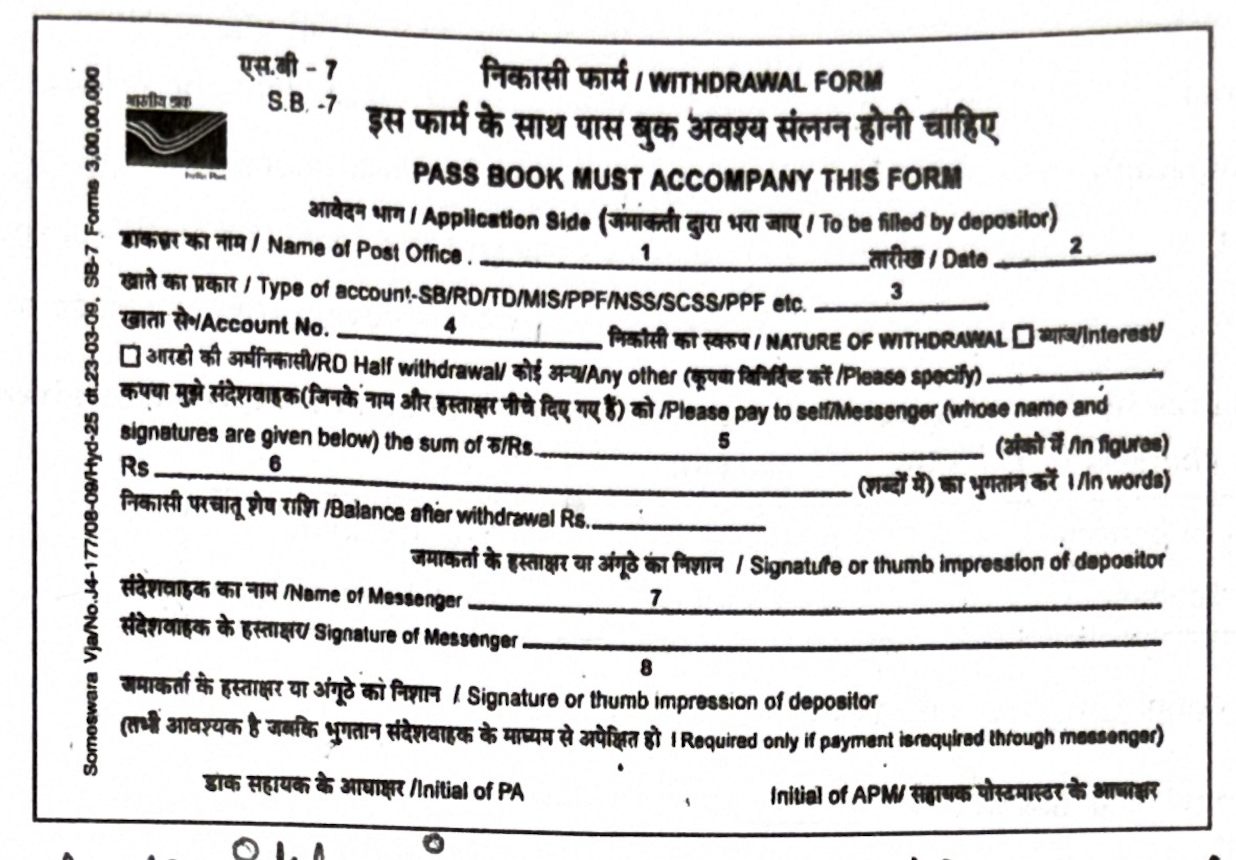 एस.बी - 7
S.B. -7
निकासी फार्म / WITHDRAWAL FORM
इस फार्म के साथ पास बुक अवश्य संलग्न होनी चाहिए
PASS BOOK MUST ACCOMPANY THIS FORM
भारतीय डाक
India Post
आवेदन भाग / Application Side (जमाकर्ता द्वारा भरा जाए / To be filled by depositor)
डाकघर का नाम / Name of Post Office . 1 तारीख / Date 2
खाते का प्रकार / Type of account-SB/RD/TD/MIS/PPF/NSS/SCSS/PPF etc. 3
खाता से॰/Account No. 4 निकासी का स्वरुप / NATURE OF WITHDRAWAL ☐ ब्याज/Interest/
☐ आरडी की अर्धनिकासी/RD Half withdrawal/ कोई अन्य/Any other (कृपया विनिर्दिष्ट करें /Please specify)
कपया मुझे संदेशवाहक(जिनके नाम और हस्ताक्षर नीचे दिए गए हैं) को /Please pay to self/Messenger (whose name and
signatures are given below) the sum of रु/Rs. 5 (अंको में /In figures)
Rs 6 (शब्दों में) का भुगतान करें ।/In words)
निकासी परचातू शेय राशि /Balance after withdrawal Rs.
जमाकर्ता के हस्ताक्षर या अंगूठे का निशान / Signature or thumb impression of depositor
संदेशवाहक का नाम /Name of Messenger 7
संदेशवाहक के हस्ताक्षर/ Signature of Messenger
8
जमाकर्ता के हस्ताक्षर या अंगूठे का निशान / Signature or thumb impression of depositor
(तभी आवश्यक है जबकि भुगतान संदेशवाहक के माध्यम से अपेक्षित हो । Required only if payment isrequired through messenger)
डाक सहायक के आद्याक्षर /Initial of PA
Initial of APM/ सहायक पोस्टमास्टर के आद्याक्षर
Someswara Vja/No.J4-177/08-09/Hyd-25 dt.23-03-09. SB-7 Forms 3,00,00,000